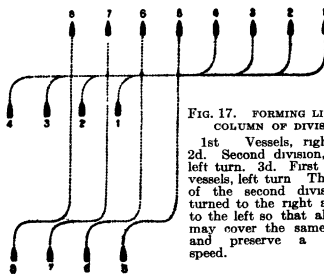 8 7 6 5 4 3 2 1
4 3 2 1
FIG. 17. FORMING LI
COLUMN OF DIVIS
1st Vessels, righ
2d. Second division,
left turn. 3d. First
vessels, left turn Th
of the second divis
turned to the right s
to the left so that al
may cover the same
and preserve a
speed.
8 7 6 5